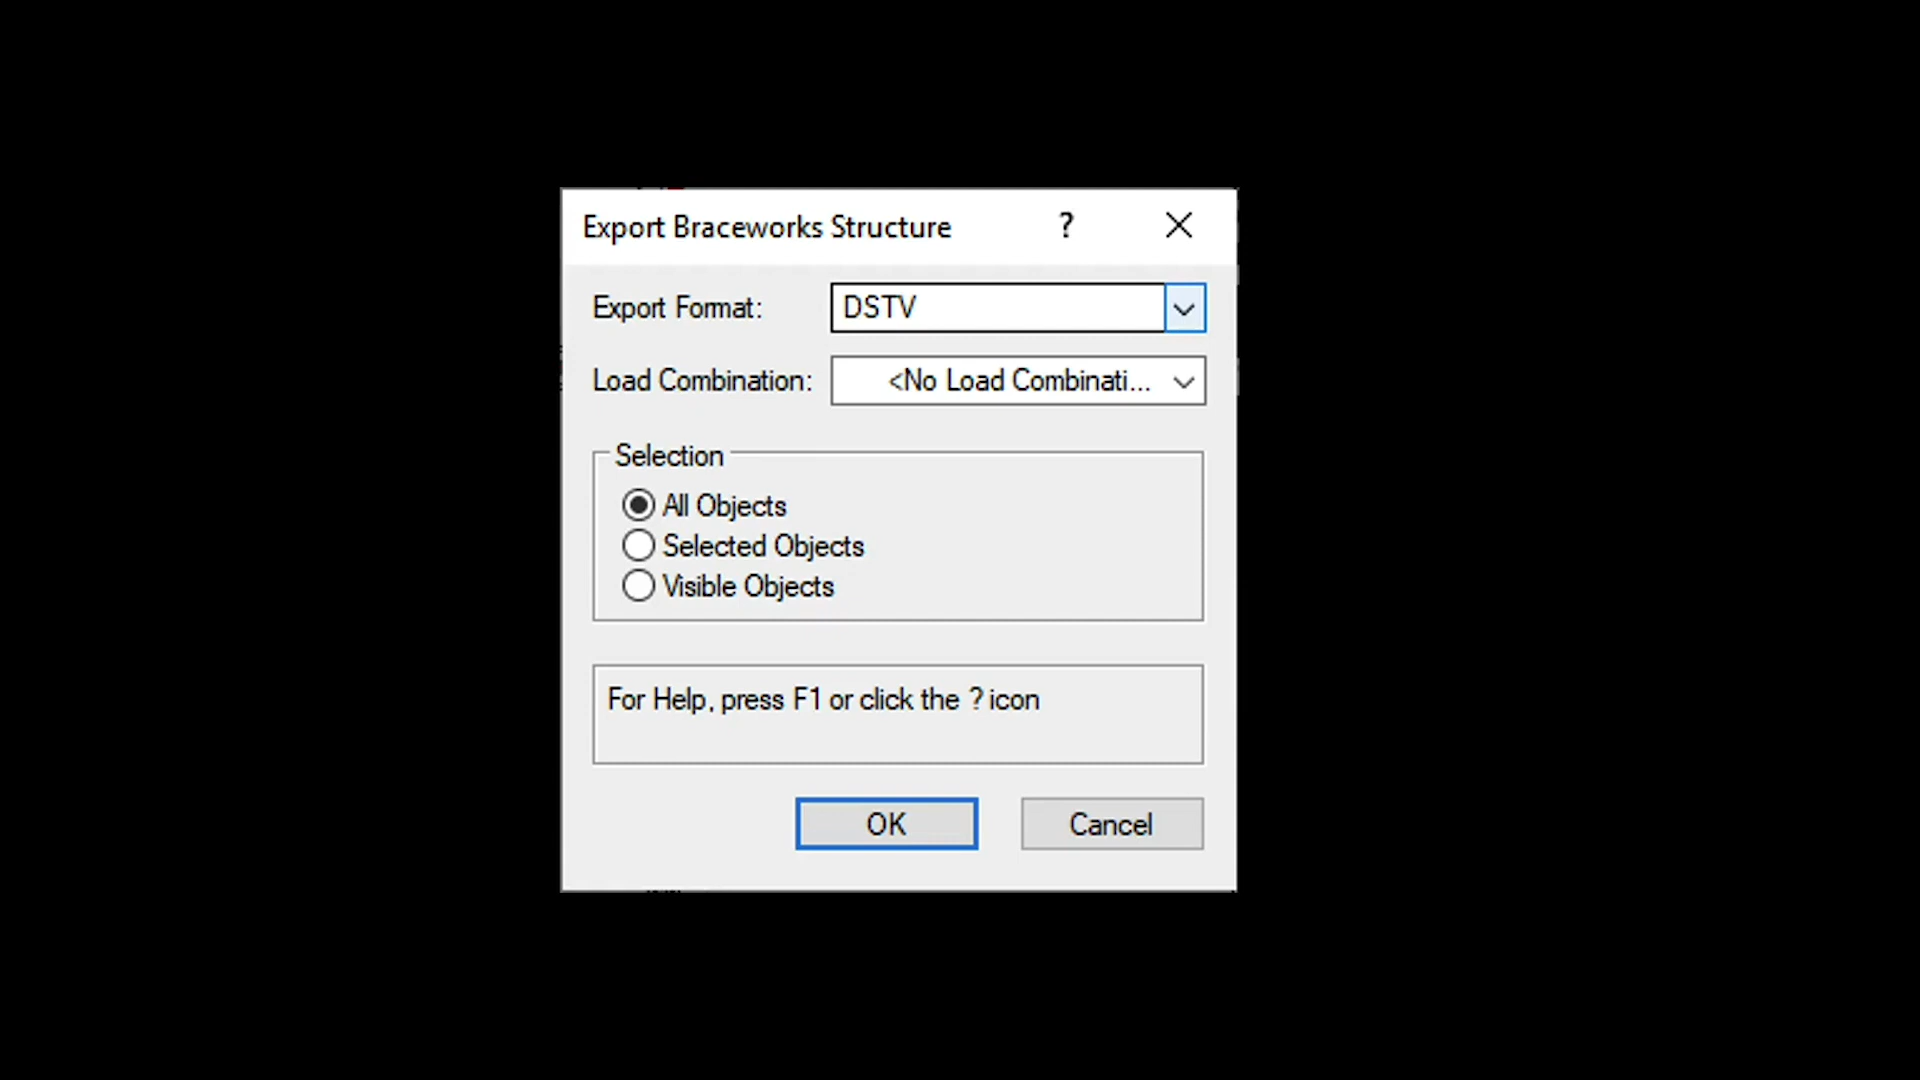 Export Braceworks Structure ?
Export Format: DSTV
Load Combination: <No Load Combinati...
Selection
All Objects
Selected Objects
Visible Objects
For Help, press F1 or click the ? icon
OK Cancel